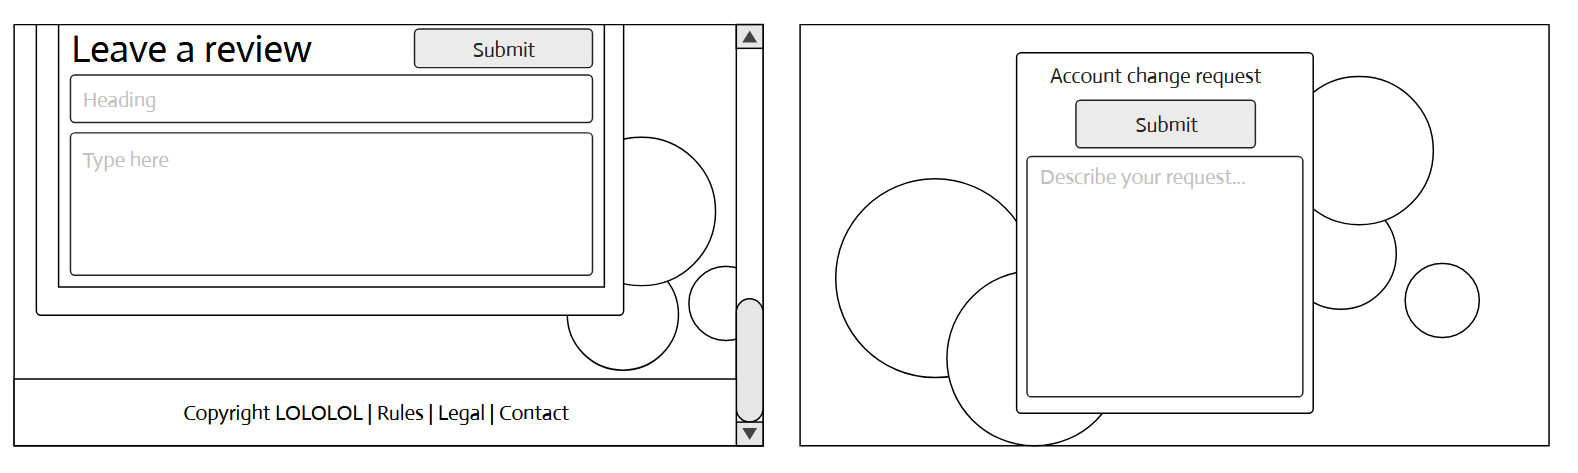 Leave a review
Submit
Heading
Type here
Copyright LOLOLOL | Rules | Legal | Contact
Account change request
Submit
Describe your request...